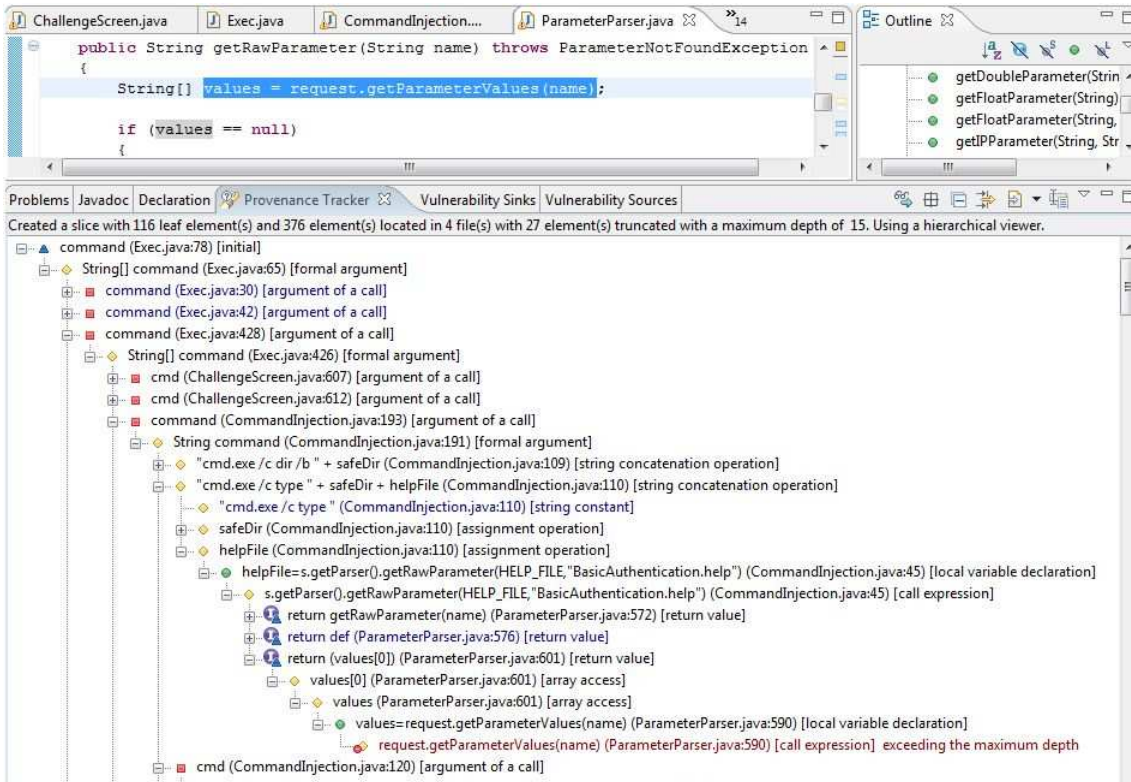 ChallengeScreen.java
Exec.java
CommandInjection....
ParameterParser.java
»14
Outline
public String getRawParameter(String name) throws ParameterNotFoundException
{
String[] values = request.getParameterValues(name);
if (values == null)
{
getDoubleParameter(Strin
getFloatParameter(String)
getFloatParameter(String,
getIPParameter(String, Str
Problems
Javadoc
Declaration
Provenance Tracker
Vulnerability Sinks
Vulnerability Sources
Created a slice with 116 leaf element(s) and 376 element(s) located in 4 file(s) with 27 element(s) truncated with a maximum depth of 15. Using a hierarchical viewer.
command (Exec.java:78) [initial]
String[] command (Exec.java:65) [formal argument]
command (Exec.java:30) [argument of a call]
command (Exec.java:42) [argument of a call]
command (Exec.java:428) [argument of a call]
String[] command (Exec.java:426) [formal argument]
cmd (ChallengeScreen.java:607) [argument of a call]
cmd (ChallengeScreen.java:612) [argument of a call]
command (CommandInjection.java:193) [argument of a call]
String command (CommandInjection.java:191) [formal argument]
"cmd.exe /c dir /b " + safeDir (CommandInjection.java:109) [string concatenation operation]
"cmd.exe /c type " + safeDir + helpFile (CommandInjection.java:110) [string concatenation operation]
"cmd.exe /c type " (CommandInjection.java:110) [string constant]
safeDir (CommandInjection.java:110) [assignment operation]
helpFile (CommandInjection.java:110) [assignment operation]
helpFile=s.getParser().getRawParameter(HELP_FILE,"BasicAuthentication.help") (CommandInjection.java:45) [local variable declaration]
s.getParser().getRawParameter(HELP_FILE,"BasicAuthentication.help") (CommandInjection.java:45) [call expression]
return getRawParameter(name) (ParameterParser.java:572) [return value]
return def (ParameterParser.java:576) [return value]
return (values[0]) (ParameterParser.java:601) [return value]
values[0] (ParameterParser.java:601) [array access]
values (ParameterParser.java:601) [array access]
values=request.getParameterValues(name) (ParameterParser.java:590) [local variable declaration]
request.getParameterValues(name) (ParameterParser.java:590) [call expression] exceeding the maximum depth
cmd (CommandInjection.java:120) [argument of a call]